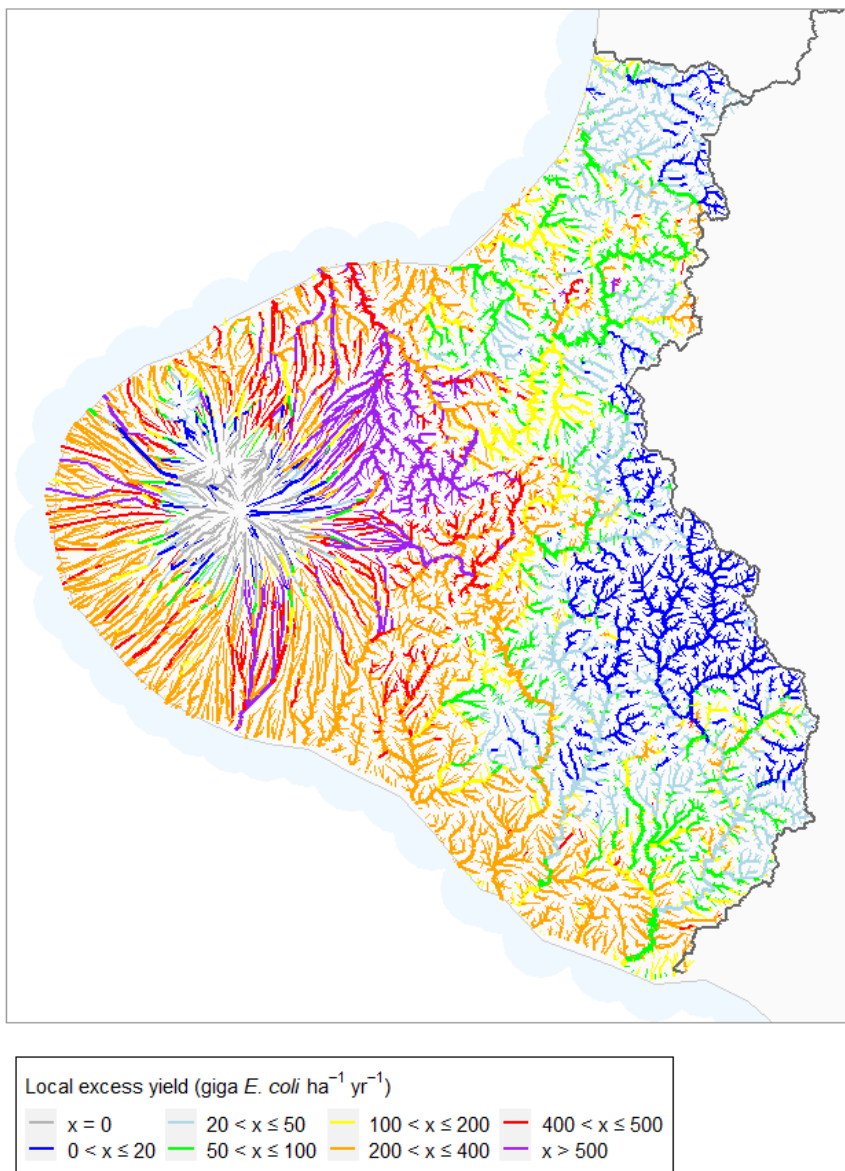 Local excess yield (giga E. coli ha⁻¹ yr⁻¹)
x = 0 20 < x ≤ 50 100 < x ≤ 200 400 < x ≤ 500
0 < x ≤ 20 50 < x ≤ 100 200 < x ≤ 400 x > 500